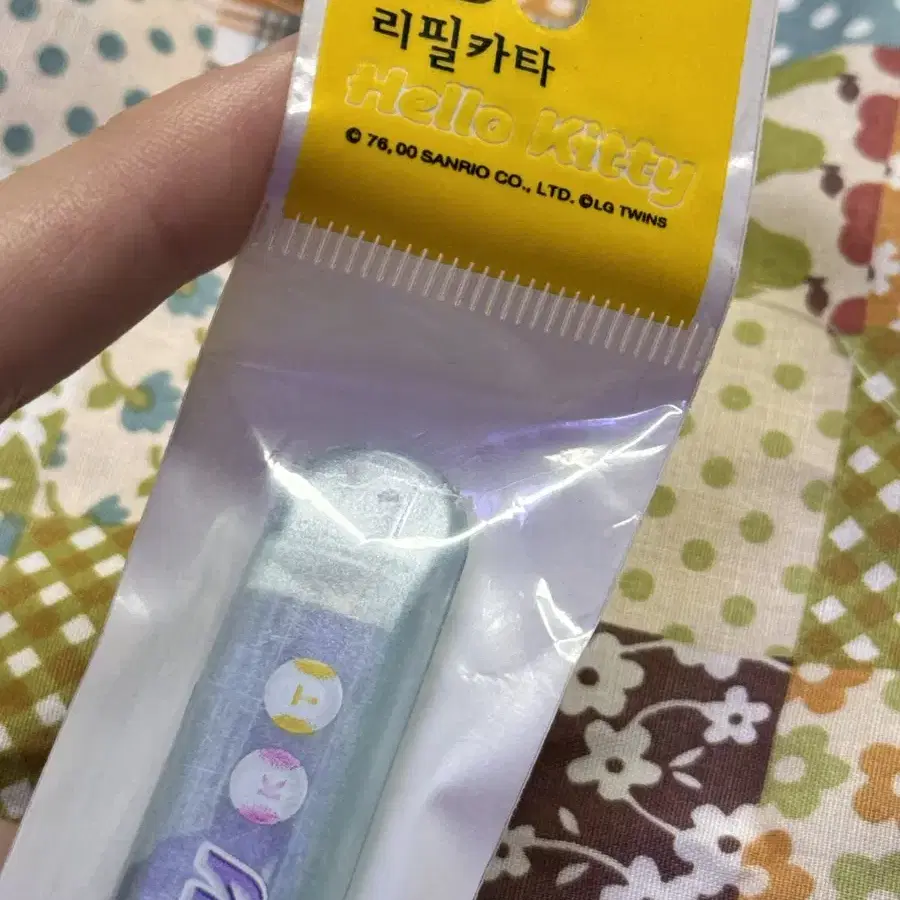 리필카타
Hello Kitty
© 76, 00 SANRIO CO., LTD. ©LG TWINS
T
K